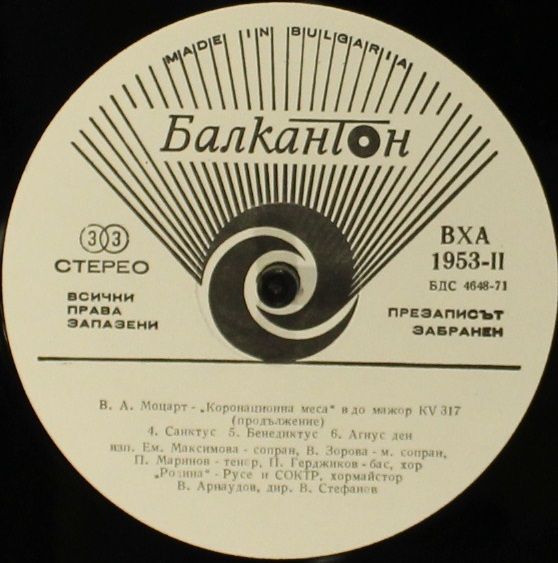 MADE IN BULGARIA
Балкантон
33
СТЕРЕО
ВСИЧКИ
ПРАВА
ЗАПАЗЕНИ
ВХА
1953-II
БДС 4648-71
ПРЕЗАПИСЪТ
ЗАБРАНЕН
В. А. Моцарт - „Коронационна меса" в до мажор KV 317
(продължение)
4. Санктус 5. Бенедиктус 6. Агнус деи
изп. Ем. Максимова - сопран, В. Зорова - м. сопран,
П. Маринов - тенор, П. Герджиков - бас, хор
„Родина" - Русе и СОКТР, хормайстор
В. Арнаудов, дир. В. Стефанов